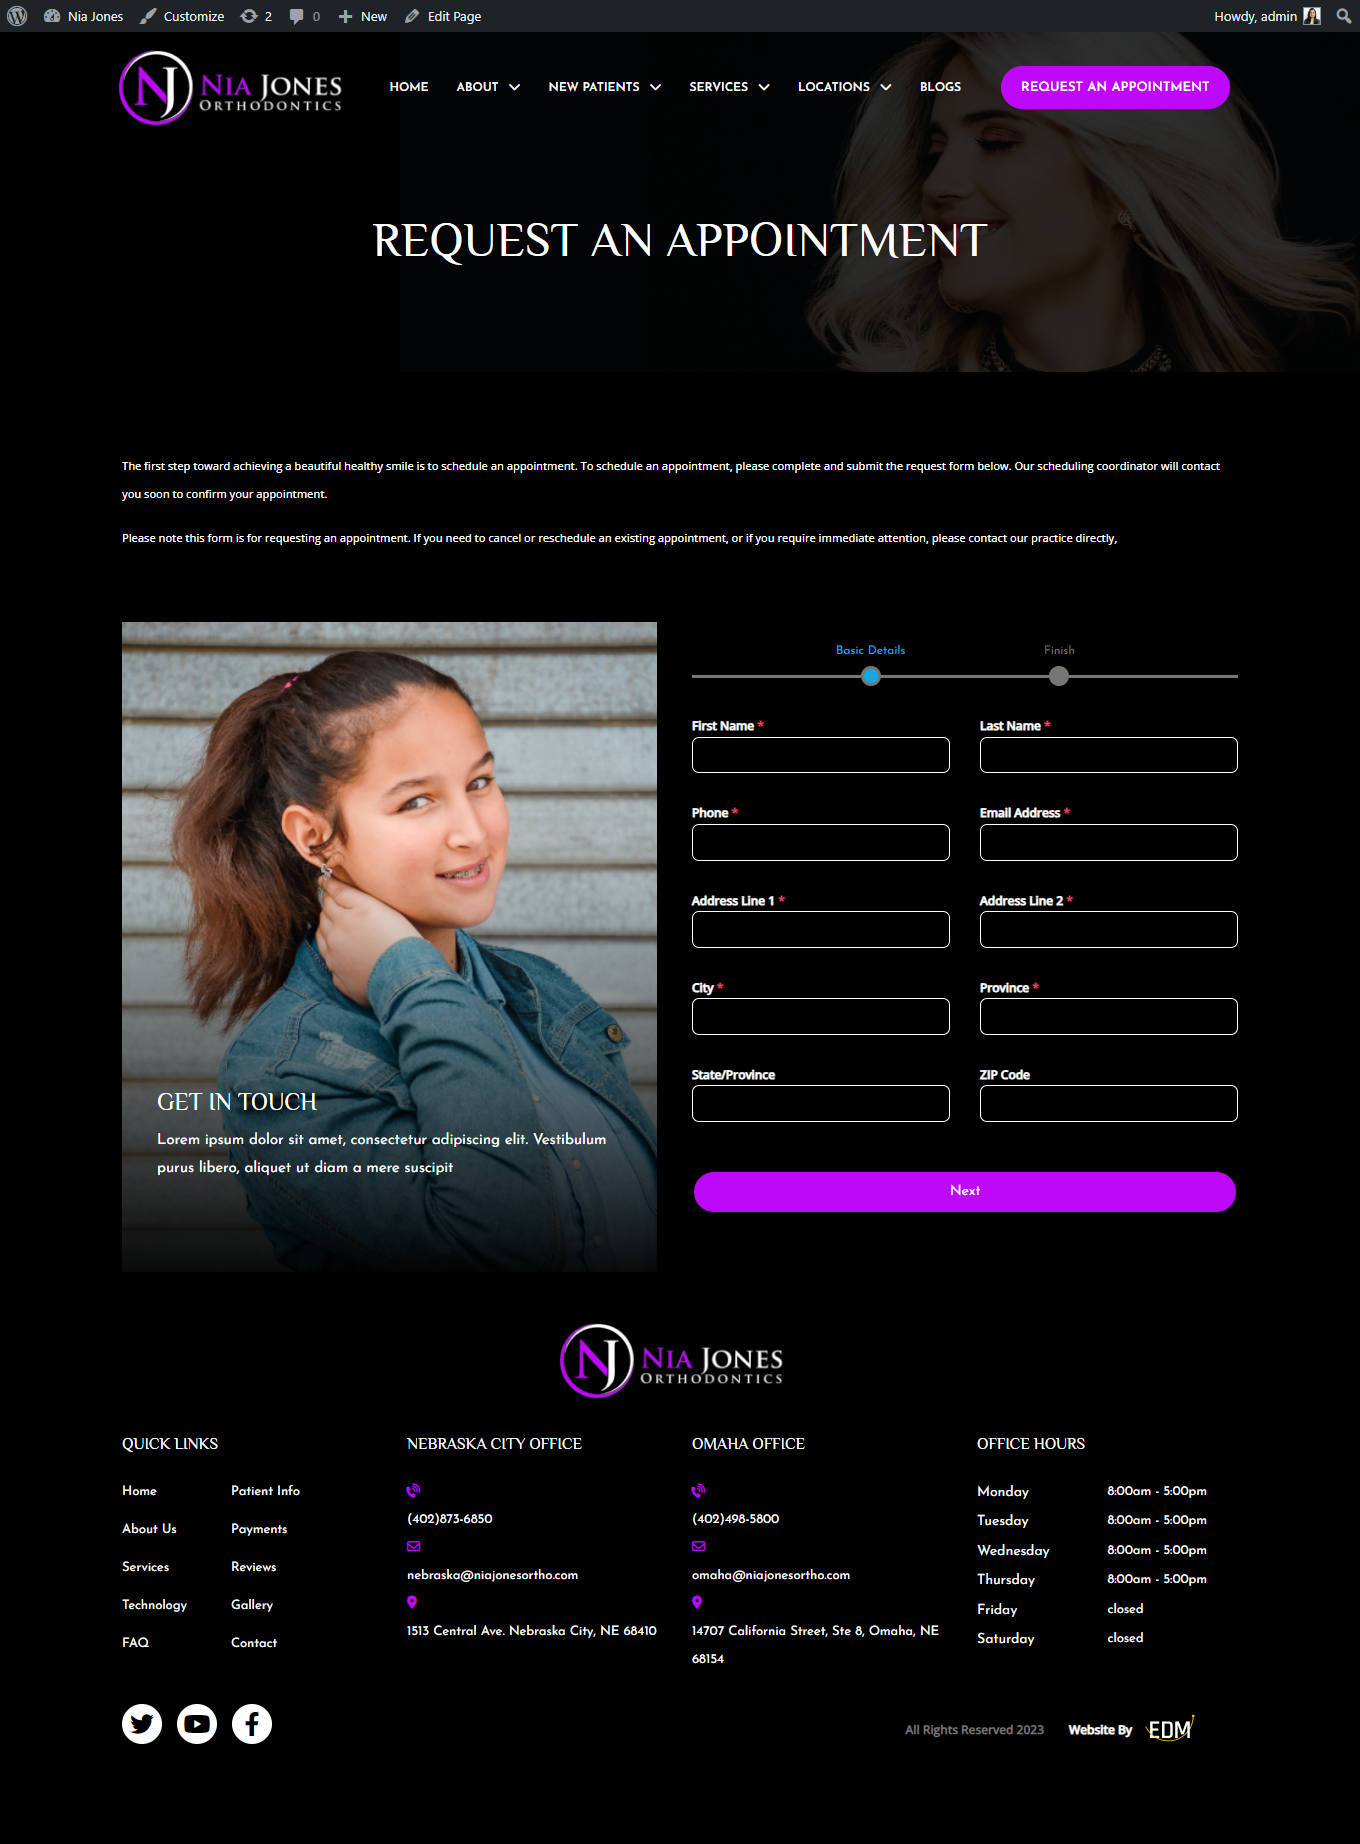 Nia Jones Customize 2 0 New Edit Page Howdy, admin
NJ NIA JONES
ORTHODONTICS
HOME ABOUT NEW PATIENTS SERVICES LOCATIONS BLOGS REQUEST AN APPOINTMENT
REQUEST AN APPOINTMENT
The first step toward achieving a beautiful healthy smile is to schedule an appointment. To schedule an appointment, please complete and submit the request form below. Our scheduling coordinator will contact
you soon to confirm your appointment.
Please note this form is for requesting an appointment. If you need to cancel or reschedule an existing appointment, or if you require immediate attention, please contact our practice directly,
GET IN TOUCH
Lorem ipsum dolor sit amet, consectetur adipiscing elit. Vestibulum
purus libero, aliquet ut diam a mere suscipit
Basic Details Finish
First Name * Last Name *
Phone * Email Address *
Address Line 1 * Address Line 2 *
City * Province *
State/Province ZIP Code
Next
NJ NIA JONES
ORTHODONTICS
QUICK LINKS
Home Patient Info
About Us Payments
Services Reviews
Technology Gallery
FAQ Contact
NEBRASKA CITY OFFICE
(402)873-6850
nebraska@niajonesortho.com
1513 Central Ave. Nebraska City, NE 68410
OMAHA OFFICE
(402)498-5800
omaha@niajonesortho.com
14707 California Street, Ste 8, Omaha, NE
68154
OFFICE HOURS
Monday 8:00am - 5:00pm
Tuesday 8:00am - 5:00pm
Wednesday 8:00am - 5:00pm
Thursday 8:00am - 5:00pm
Friday closed
Saturday closed
All Rights Reserved 2023 Website By EDM